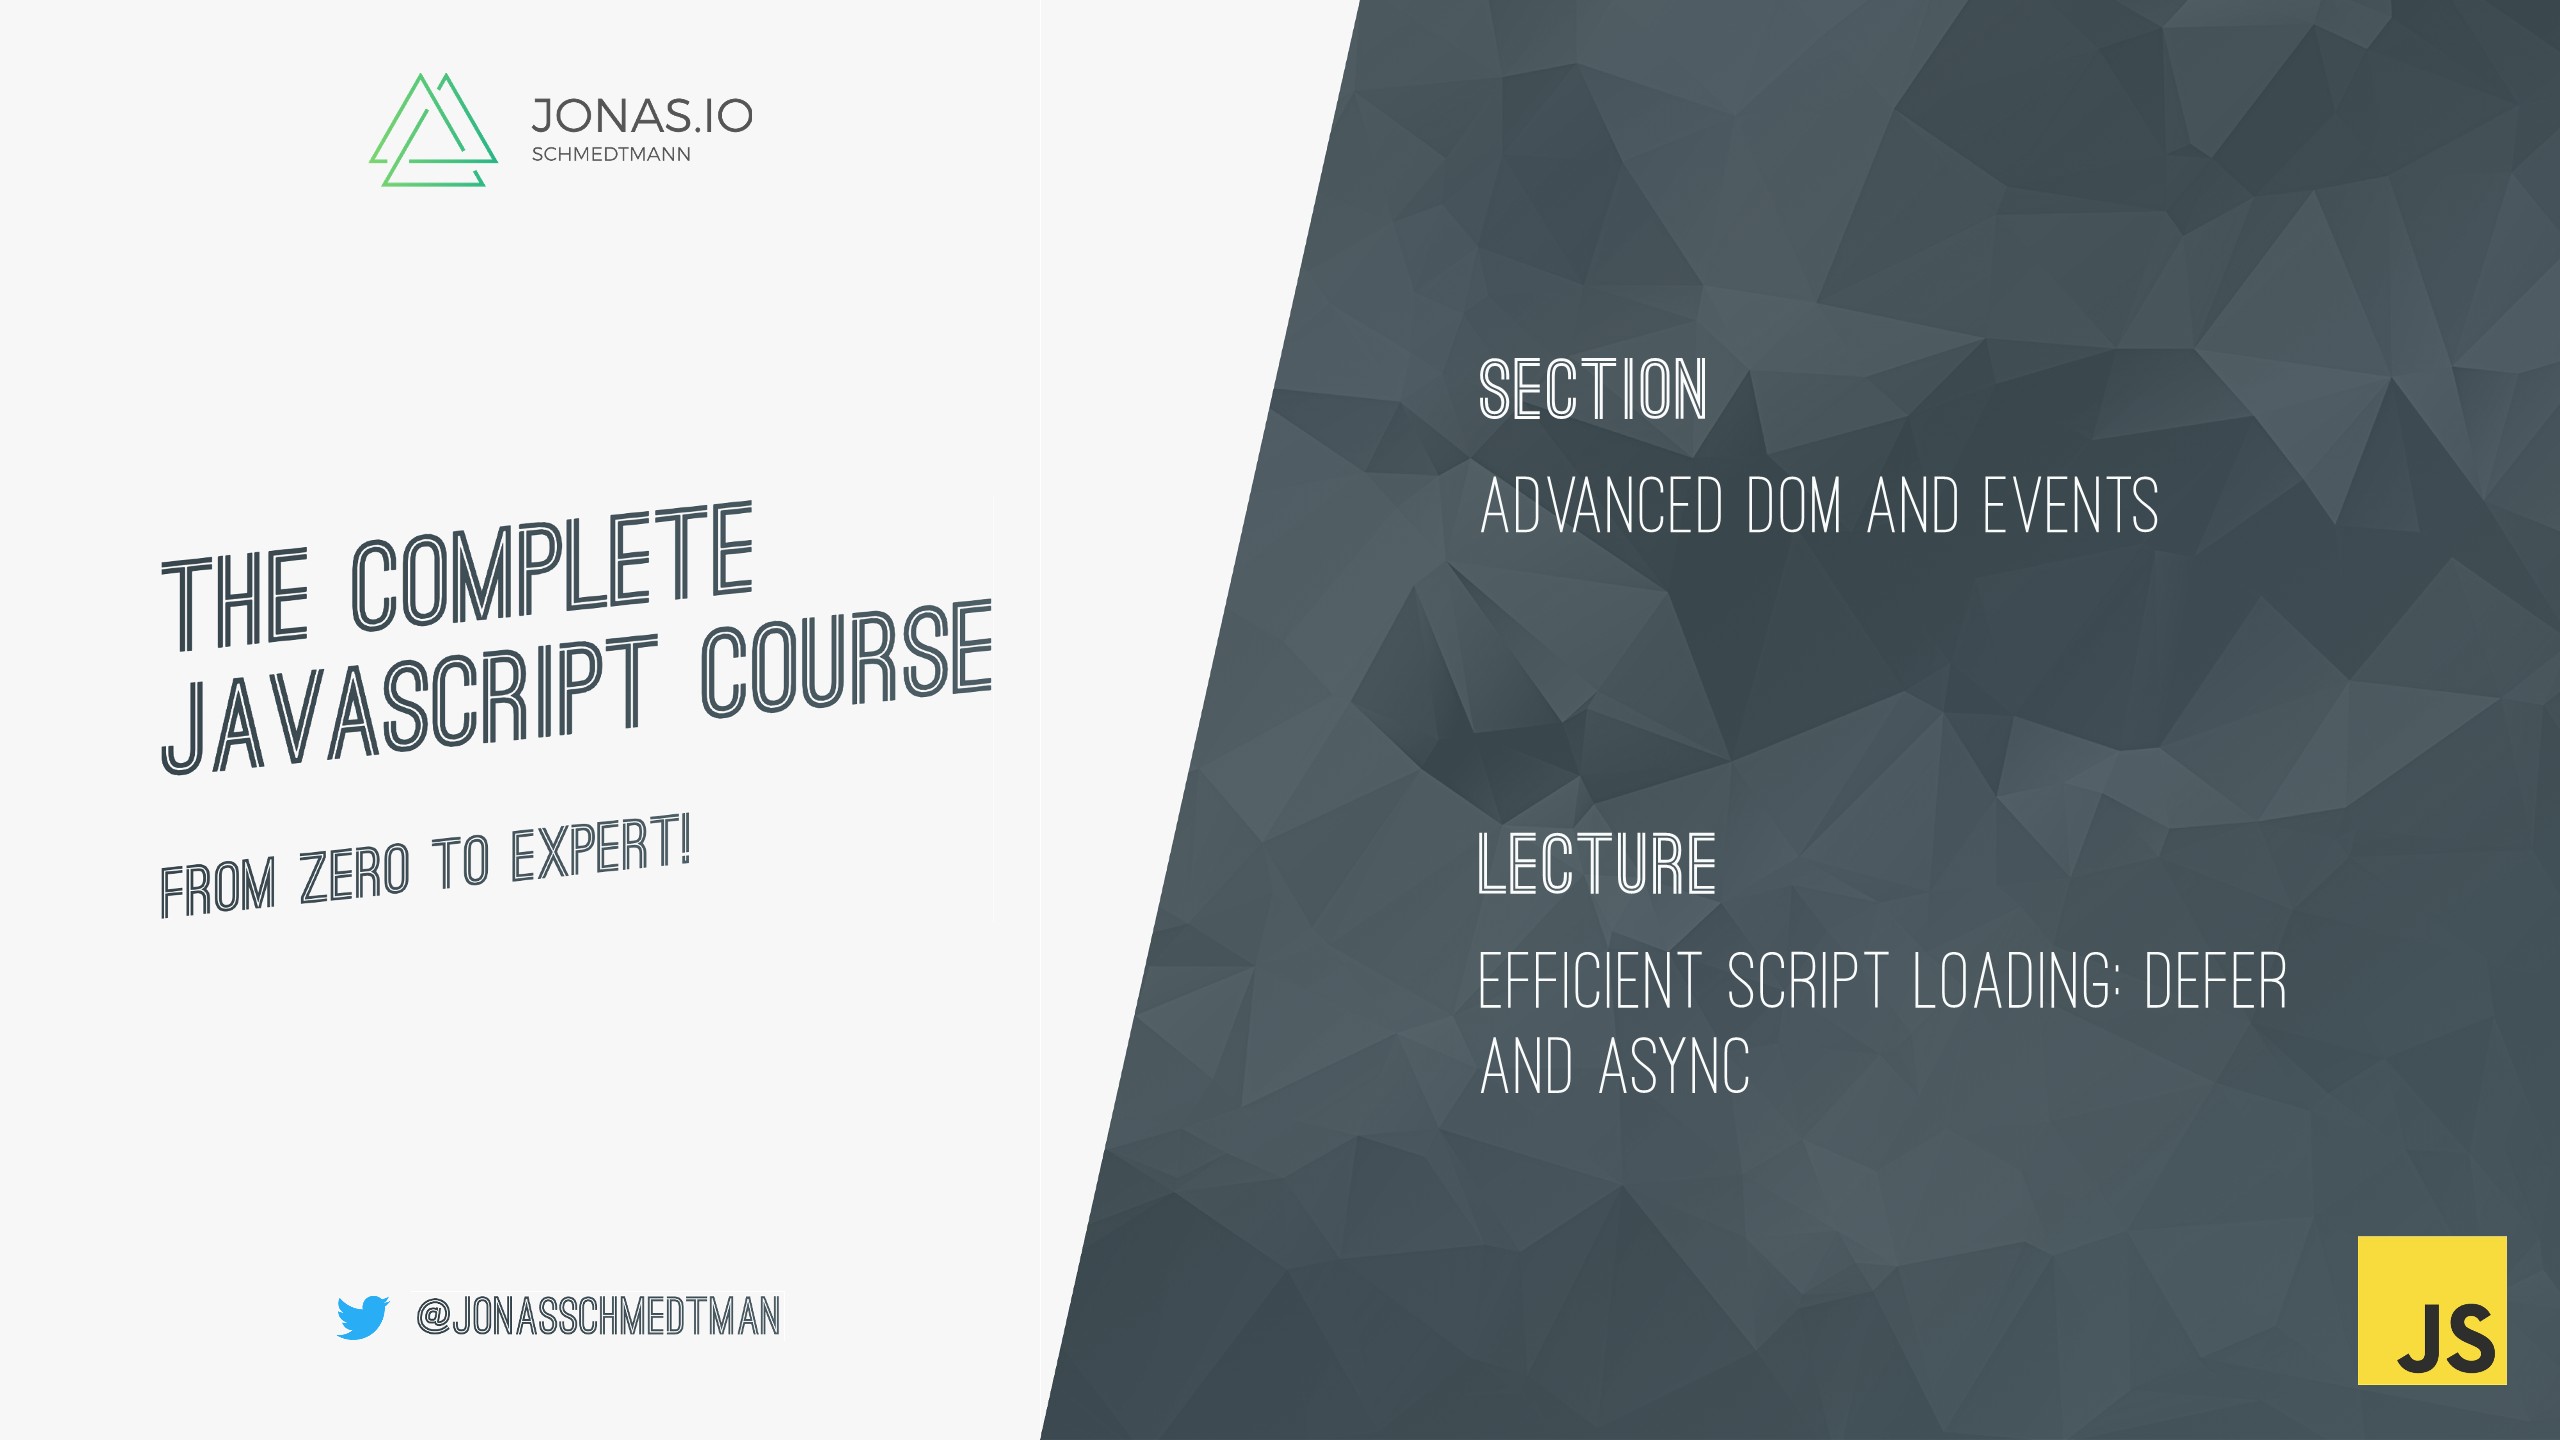 JONAS.IO
SCHMEDTMANN
THE COMPLETE
JAVASCRIPT COURSE
FROM ZERO TO EXPERT!
@JONASSCHMEDTMAN
SECTION
ADVANCED DOM AND EVENTS
LECTURE
EFFICIENT SCRIPT LOADING: DEFER
AND ASYNC
JS